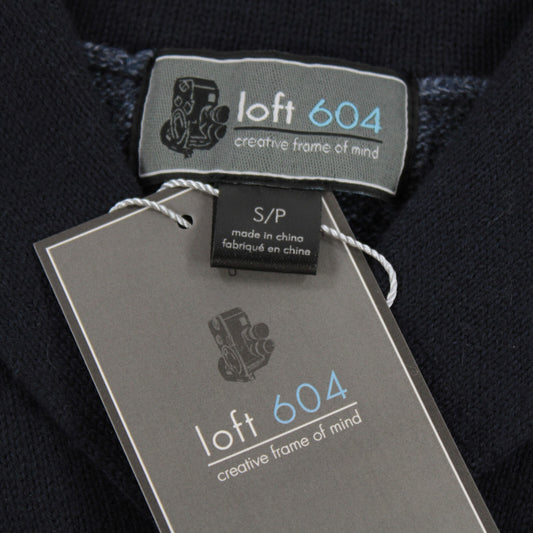 loft 604
creative frame of mind
S/P
made in china
fabriqué en chine
loft 604
creative frame of mind